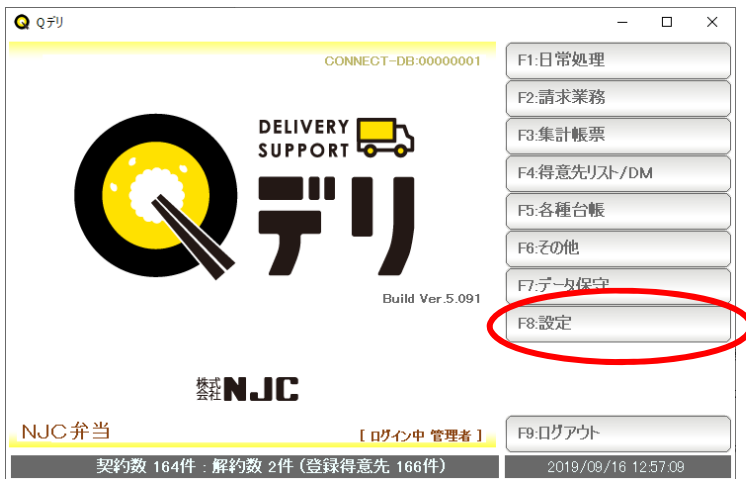 Qデリ
CONNECT-DB:00000001
DELIVERY
SUPPORT
Qデリ
Build Ver.5.091
株式会社NJC
NJC弁当
[ ログイン中 管理者 ]
契約数 164件 : 解約数 2件 (登録得意先 166件)
F1:日常処理
F2:請求業務
F3:集計帳票
F4:得意先リスト/DM
F5:各種台帳
F6:その他
F7:データ保守
F8:設定
F9:ログアウト
2019/09/16 12:57:09